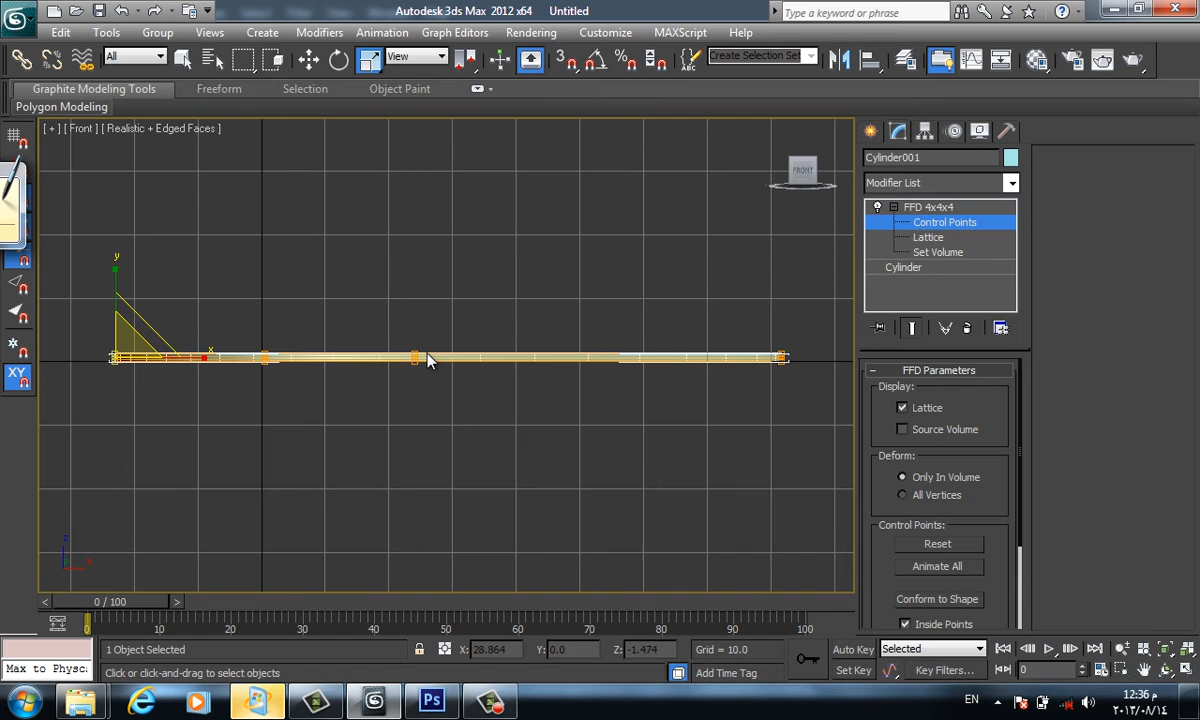 Autodesk 3ds Max 2012 x64 Untitled
Type a keyword or phrase
Edit Tools Group Views Create Modifiers Animation Graph Editors Rendering Customize MAXScript Help
All View Create Selection Set
Graphite Modeling Tools Freeform Selection Object Paint
Polygon Modeling
[ + ] [ Front ] [ Realistic + Edged Faces ]
FRONT
Cylinder001
Modifier List
FFD 4x4x4
Control Points
Lattice
Set Volume
Cylinder
y
x
FFD Parameters
Display:
Lattice
Source Volume
Deform:
Only In Volume
All Vertices
Control Points:
Reset
Animate All
Conform to Shape
Inside Points
z
x
XY
0 / 100
0 10 20 30 40 50 60 70 80 90 100
1 Object Selected X: 28.864 Y: 0.0 Z: -1.474 Grid = 10.0 Auto Key Selected
Max to Physc Click or click-and-drag to select objects Add Time Tag Set Key Key Filters... 0
Ps EN
12:36 م
٢٠١٣/٠٨/١٤